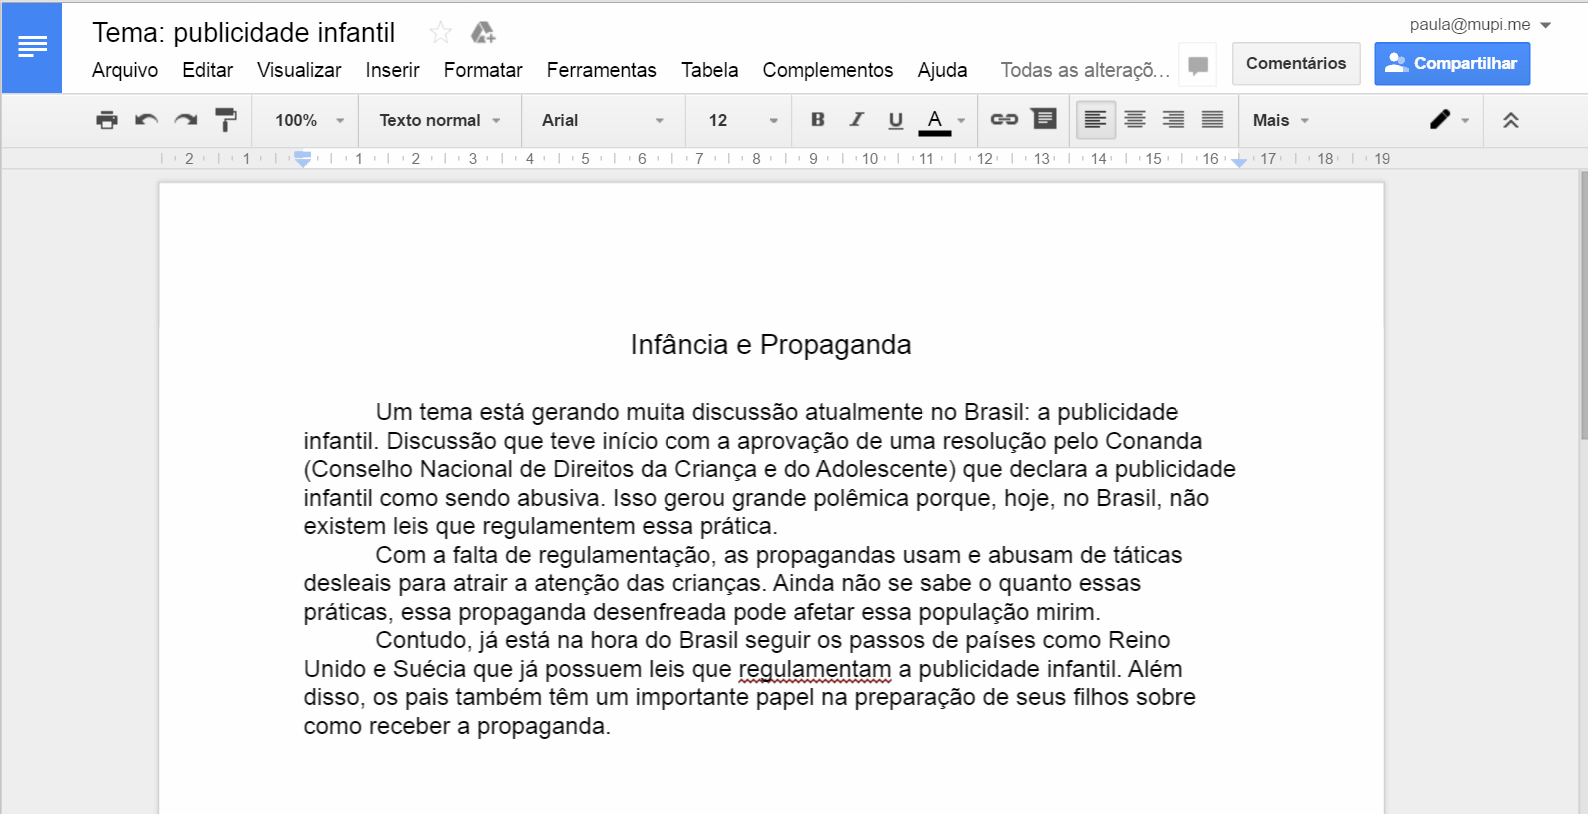 Tema: publicidade infantil
paula@mupi.me
Arquivo Editar Visualizar Inserir Formatar Ferramentas Tabela Complementos Ajuda Todas as alteraçõ…
Comentários
Compartilhar
100% Texto normal Arial 12 B I U A Mais
2 1 1 2 3 4 5 6 7 8 9 10 11 12 13 14 15 16 17 18 19
Infância e Propaganda
Um tema está gerando muita discussão atualmente no Brasil: a publicidade
infantil. Discussão que teve início com a aprovação de uma resolução pelo Conanda
(Conselho Nacional de Direitos da Criança e do Adolescente) que declara a publicidade
infantil como sendo abusiva. Isso gerou grande polêmica porque, hoje, no Brasil, não
existem leis que regulamentem essa prática.
Com a falta de regulamentação, as propagandas usam e abusam de táticas
desleais para atrair a atenção das crianças. Ainda não se sabe o quanto essas
práticas, essa propaganda desenfreada pode afetar essa população mirim.
Contudo, já está na hora do Brasil seguir os passos de países como Reino
Unido e Suécia que já possuem leis que regulamentam a publicidade infantil. Além
disso, os pais também têm um importante papel na preparação de seus filhos sobre
como receber a propaganda.